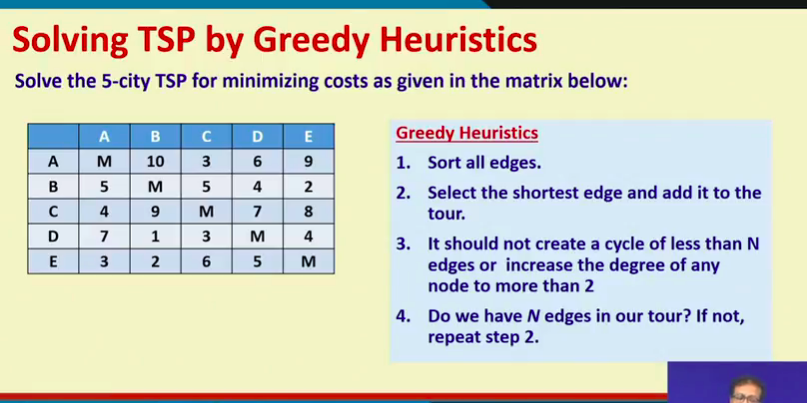 Solving TSP by Greedy Heuristics
Solve the 5-city TSP for minimizing costs as given in the matrix below:
A B C D E
A M 10 3 6 9
B 5 M 5 4 2
C 4 9 M 7 8
D 7 1 3 M 4
E 3 2 6 5 M
Greedy Heuristics
1. Sort all edges.
2. Select the shortest edge and add it to the
tour.
3. It should not create a cycle of less than N
edges or increase the degree of any
node to more than 2
4. Do we have N edges in our tour? If not,
repeat step 2.